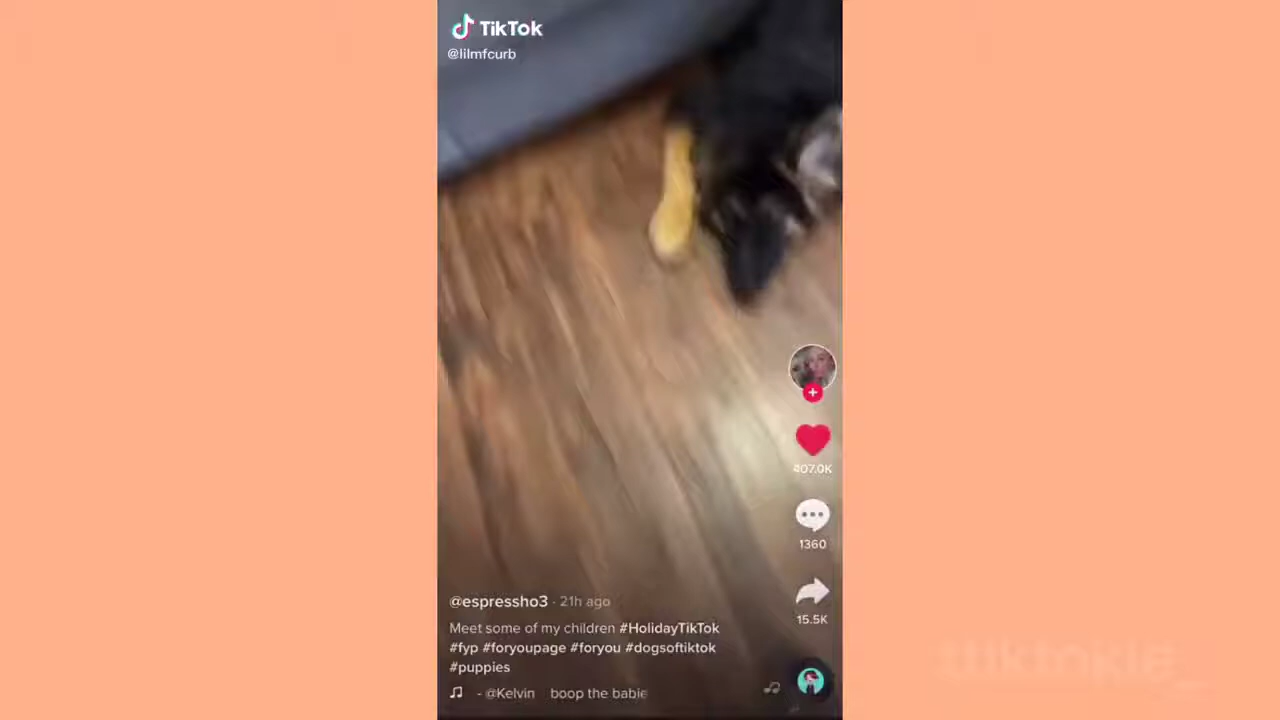 TikTok
@lilmfcurb
407.0K
1360
15.5K
@espressho3 · 21h ago
Meet some of my children #HolidayTikTok
#fyp #foryoupage #foryou #dogsoftiktok
#puppies
- @Kelvin boop the babie